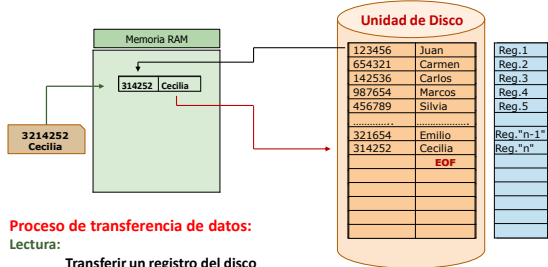 Unidad de Disco
Memoria RAM
314252 Cecilia
3214252
Cecilia
123456 Juan Reg.1
654321 Carmen Reg.2
142536 Carlos Reg.3
987654 Marcos Reg.4
456789 Silvia Reg.5
………….. ………………..
321654 Emilio Reg."n-1"
314252 Cecilia Reg."n"
EOF
Proceso de transferencia de datos:
Lectura:
Transferir un registro del disco